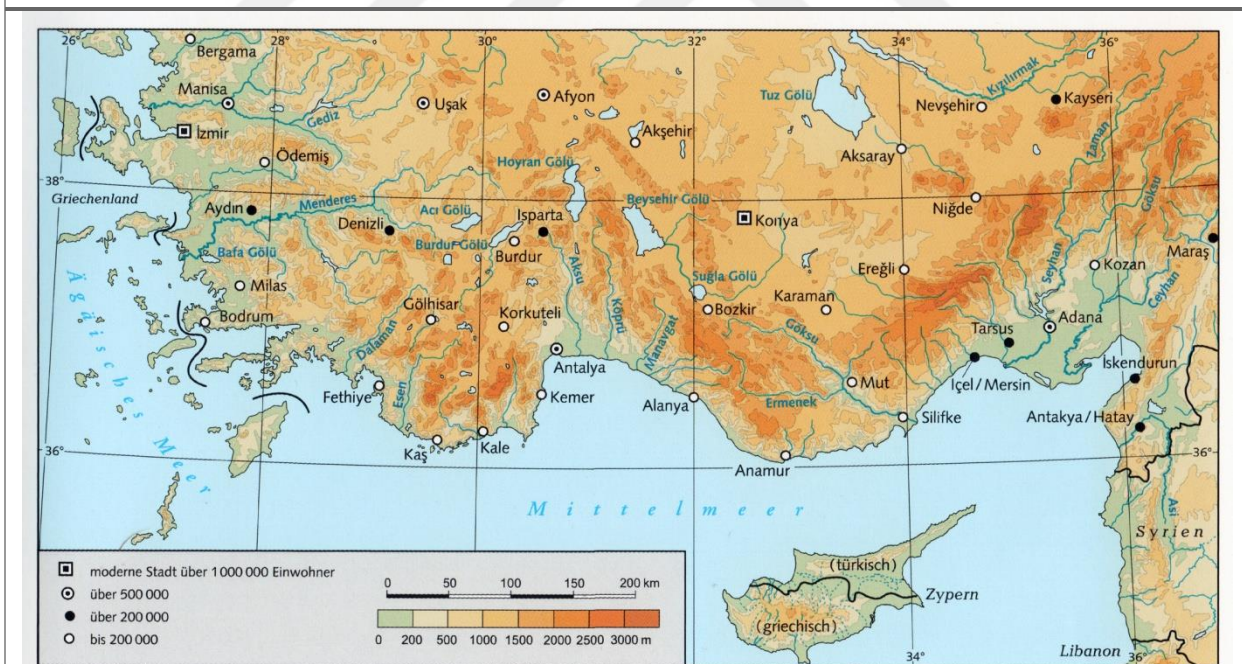 26°
28°
30°
32°
34°
36°
Bergama
Manisa
Gediz
Uşak
Afyon
Akşehir
Tuz Gölü
Nevşehir
Kızılırmak
Kayseri
İzmir
Ödemiş
Hoyran Gölü
Aksaray
Zaman
Göksu
38°
Griechenland
Aydın
Menderes
Denizli
Acı Gölü
Isparta
Beysehir Gölü
Konya
Niğde
Maraş
Bafa Gölü
Burdur Gölü
Burdur
Aksu
Suğla Gölü
Ereğli
Seyhan
Kozan
Ceyhan
Milas
Gölhisar
Korkuteli
Köprü
Bozkir
Karaman
Bodrum
Dalaman
Manavgat
Göksu
Tarsus
Adana
Antalya
İçel/Mersin
İskendurun
Fethiye
Esen
Kemer
Alanya
Ermenek
Mut
Silifke
Antakya/Hatay
Kaş
Kale
Anamur
36°
36°
Ägäisches Meer
Mittelmeer
Asi
Syrien
(türkisch)
Zypern
(griechisch)
Libanon
34°
36°
moderne Stadt über 1 000 000 Einwohner
über 500 000
über 200 000
bis 200 000
0 50 100 150 200 km
0 200 500 1000 1500 2000 2500 3000 m